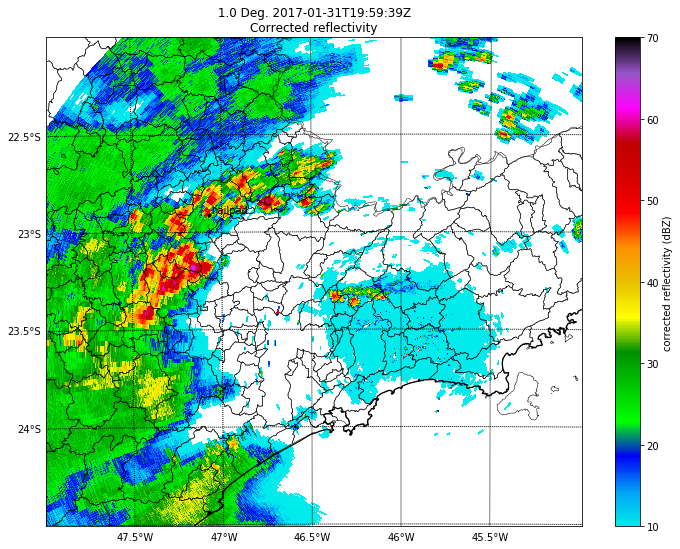 1.0 Deg. 2017-01-31T19:59:39Z
Corrected reflectivity
22.5°S
23°S
23.5°S
24°S
47.5°W
47°W
46.5°W
46°W
45.5°W
70
60
50
40
30
20
10
corrected reflectivity (dBZ)